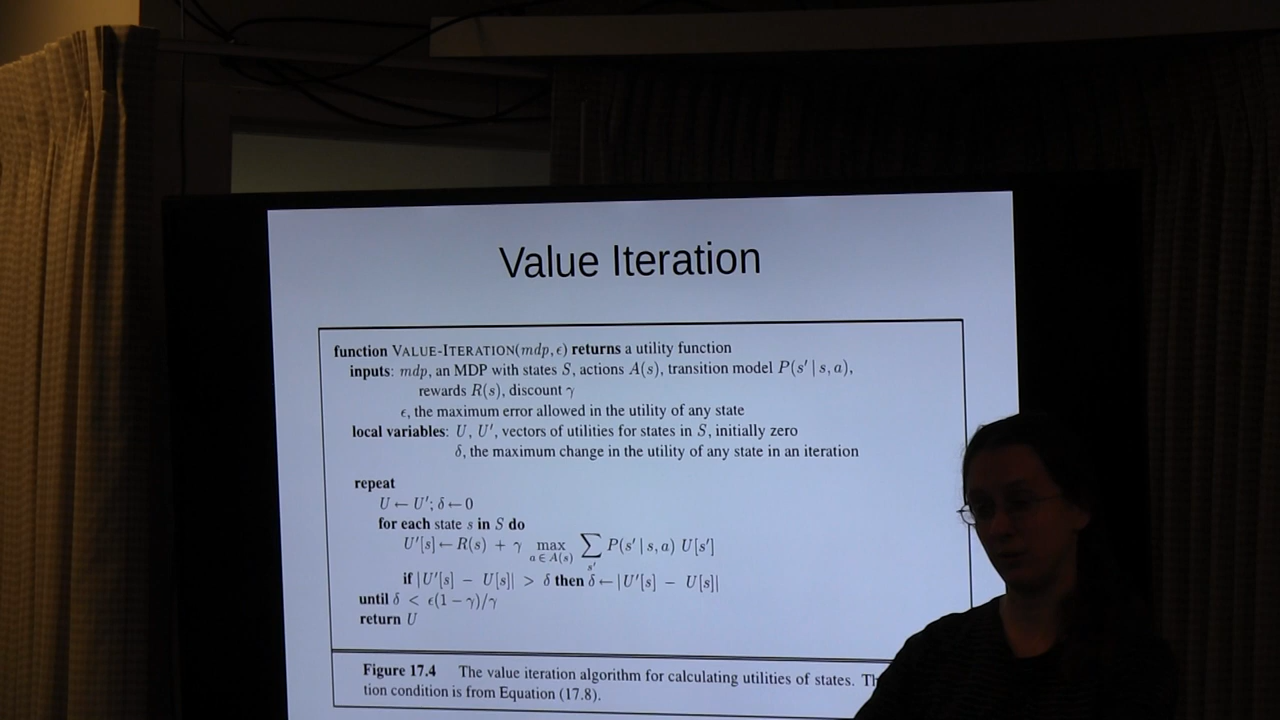 Value Iteration
function VALUE-ITERATION(mdp, ϵ) returns a utility function
inputs: mdp, an MDP with states S, actions A(s), transition model P(s′ | s, a),
rewards R(s), discount γ
ϵ, the maximum error allowed in the utility of any state
local variables: U, U′, vectors of utilities for states in S, initially zero
δ, the maximum change in the utility of any state in an iteration
repeat
U ← U′; δ ← 0
for each state s in S do
U′[s] ← R(s) + γ max a ∈ A(s) ∑ s′ P(s′ | s, a) U[s′]
if |U′[s] − U[s]| > δ then δ ← |U′[s] − U[s]|
until δ < ϵ(1 − γ)/γ
return U
Figure 17.4 The value iteration algorithm for calculating utilities of states.
tion condition is from Equation (17.8).